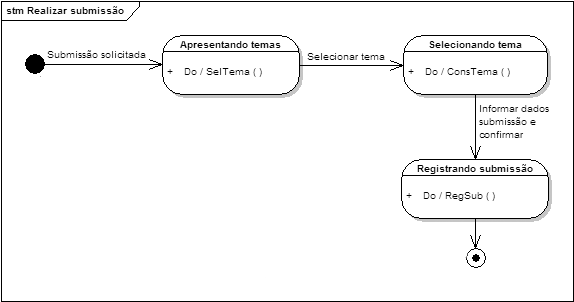 stm Realizar submissão
Submissão solicitada
Apresentando temas
+ Do / SelTema ( )
Selecionar tema
Selecionando tema
+ Do / ConsTema ( )
Informar dados
submissão e
confirmar
Registrando submissão
+ Do / RegSub ( )